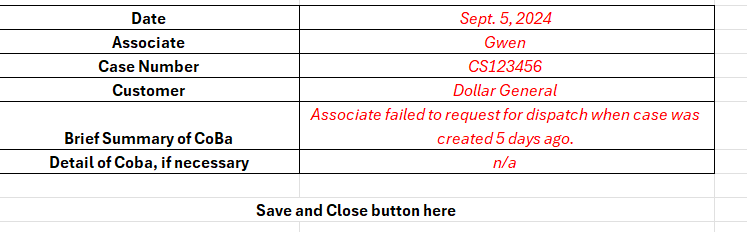 Date Sept. 5, 2024
Associate Gwen
Case Number CS123456
Customer Dollar General
Associate failed to request for dispatch when case was
Brief Summary of CoBa created 5 days ago.
Detail of Coba, if necessary n/a
Save and Close button here